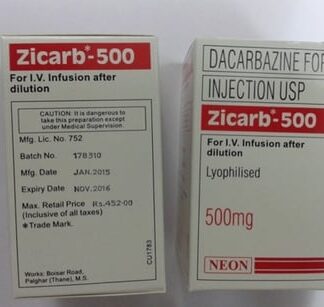 Zicarb*-500
For I.V. Infusion after
dilution
CAUTION: It is dangerous to
take this preparation except
under Medical Supervision.
Mfg. Lic. No. 752
Batch No. 178310
Mfg. Date JAN.2015
Expiry Date NOV.2016
Max. Retail Price Rs.452-00
(Inclusive of all taxes)
*Trade Mark.
Works: Boisar Road,
Palghar (Thane), M.S.
CU1783
DACARBAZINE FOR
INJECTION USP
Zicarb*-500
For I.V. Infusion after
dilution
Lyophilised
500mg
NEON